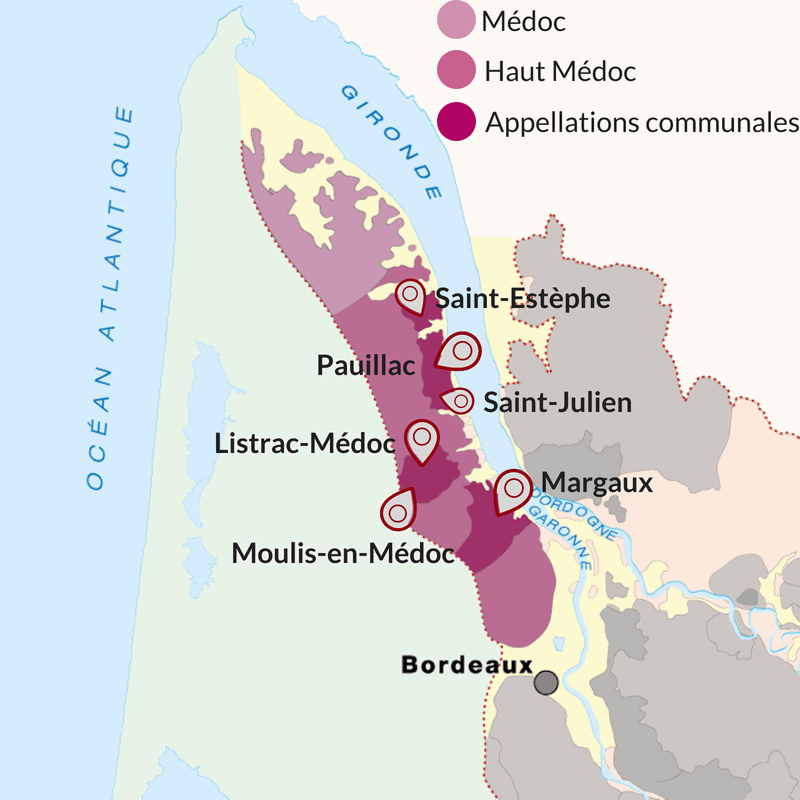 Médoc
Haut Médoc
Appellations communales
GIRONDE
OCÉAN ATLANTIQUE
Saint-Estèphe
Pauillac
Saint-Julien
Listrac-Médoc
Margaux
DORDOGNE
GARONNE
Moulis-en-Médoc
Bordeaux